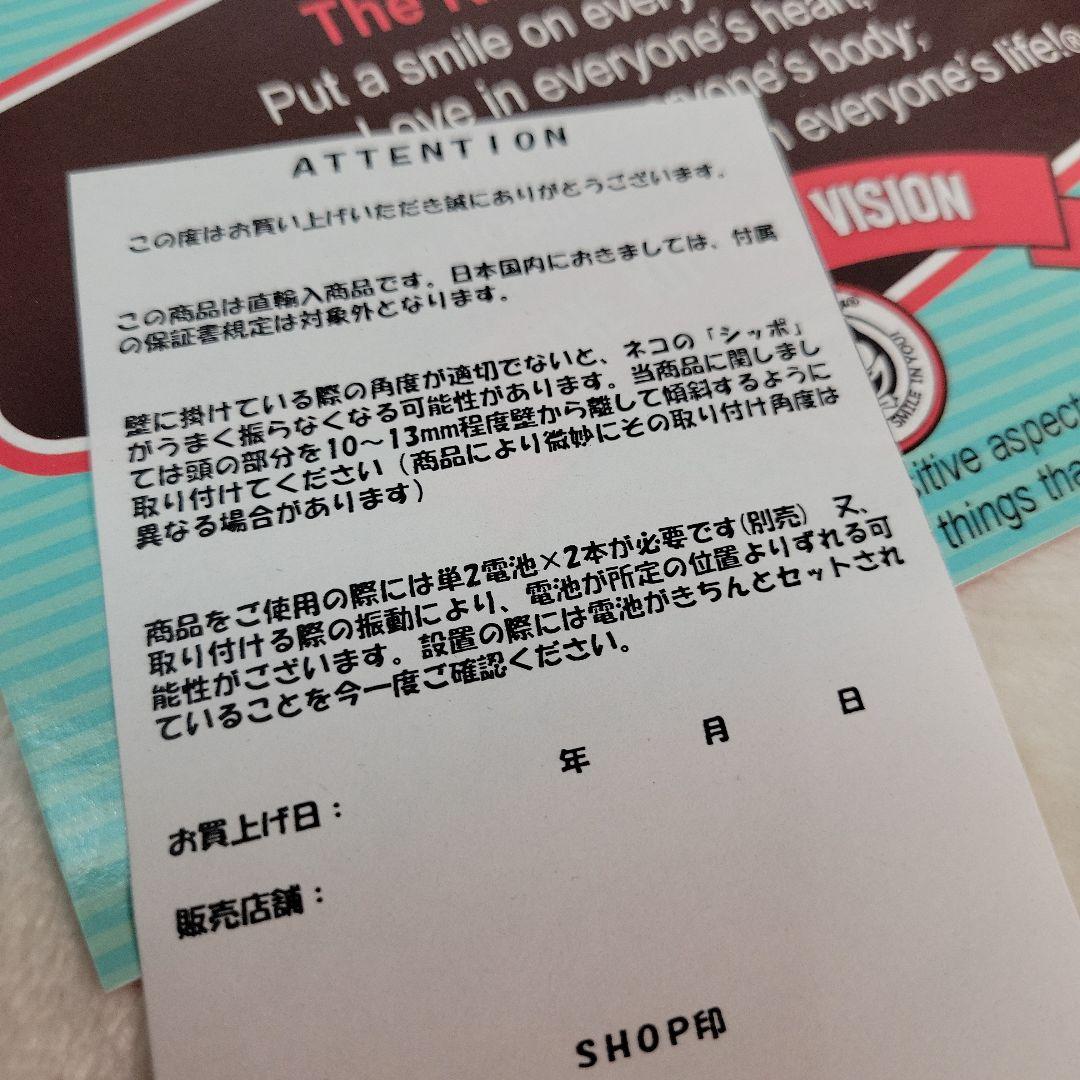 The
Put a smile on every
Love in everyone's heart,
everyone's body,
everyone's life!®
VISION
SMILE IN YOU!
sitive aspect
things tha
ATTENTION
この度はお買い上げいただき誠にありがとうございます。
この商品は直輸入商品です。日本国内におきましては、付属
の保証書規定は対象外となります。
壁に掛けている際の角度が適切でないと、ネコの「シッポ」
がうまく振らなくなる可能性があります。当商品に関しまし
ては頭の部分を10～13mm程度壁から離して傾斜するように
取り付けてください（商品により微妙にその取り付け角度は
異なる場合があります）
商品をご使用の際には単2電池×2本が必要です(別売)　又、
取り付ける際の振動により、電池が所定の位置よりずれる可
能性がございます。設置の際には電池がきちんとセットされ
ていることを今一度ご確認ください。
年　月　日
お買上げ日：
販売店舗：
SHOP印